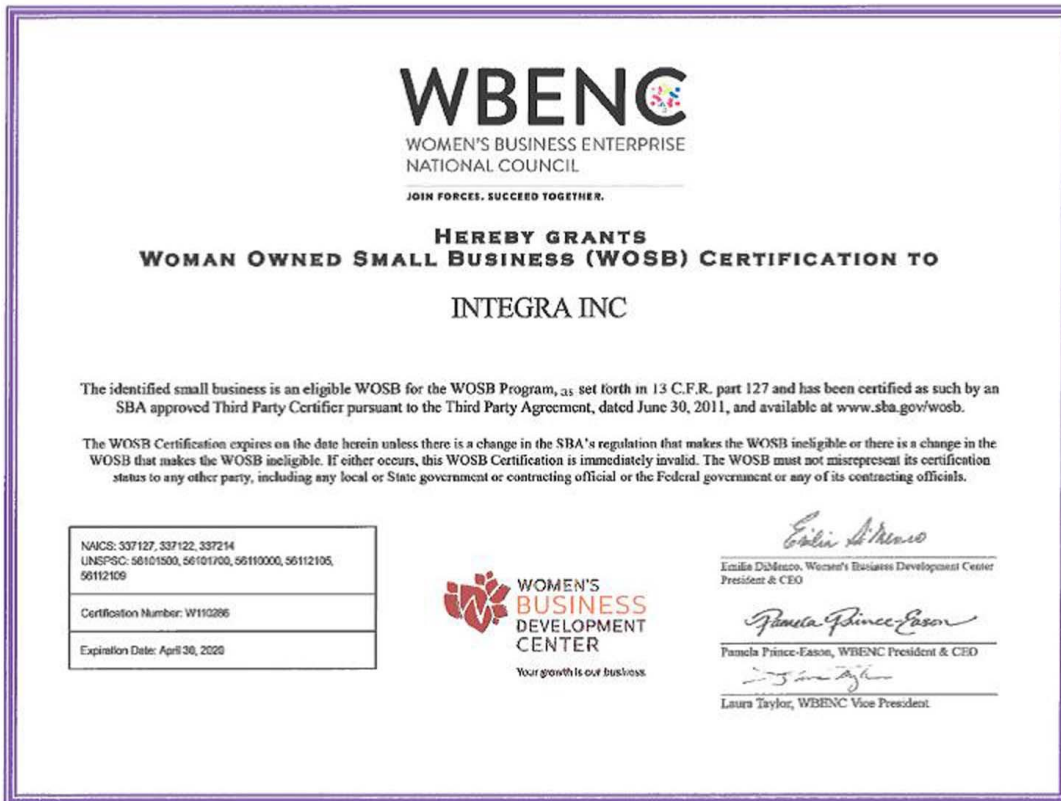 WBENC
WOMEN'S BUSINESS ENTERPRISE
NATIONAL COUNCIL
JOIN FORCES. SUCCEED TOGETHER.
HEREBY GRANTS
WOMAN OWNED SMALL BUSINESS (WOSB) CERTIFICATION TO
INTEGRA INC
The identified small business is an eligible WOSB for the WOSB Program, as set forth in 13 C.F.R. part 127 and has been certified as such by an
SBA approved Third Party Certifier pursuant to the Third Party Agreement, dated June 30, 2011, and available at www.sba.gov/wosb.
The WOSB Certification expires on the date herein unless there is a change in the SBA's regulation that makes the WOSB ineligible or there is a change in the
WOSB that makes the WOSB ineligible. If either occurs, this WOSB Certification is immediately invalid. The WOSB must not misrepresent its certification
status to any other party, including any local or State government or contracting official or the Federal government or any of its contracting officials.
NAICS: 337127, 337122, 337214
UNSPSC: 56101500, 56101700, 56110000, 56112105,
56112109
Certification Number: W110286
Expiration Date: April 30, 2020
WOMEN'S
BUSINESS
DEVELOPMENT
CENTER
Your growth is our business.
Emilia DiMenco
Emilia DiMenco, Women's Business Development Center
President & CEO
Pamela Prince-Eason
Pamela Prince-Eason, WBENC President & CEO
Laura Taylor, WBENC Vice President